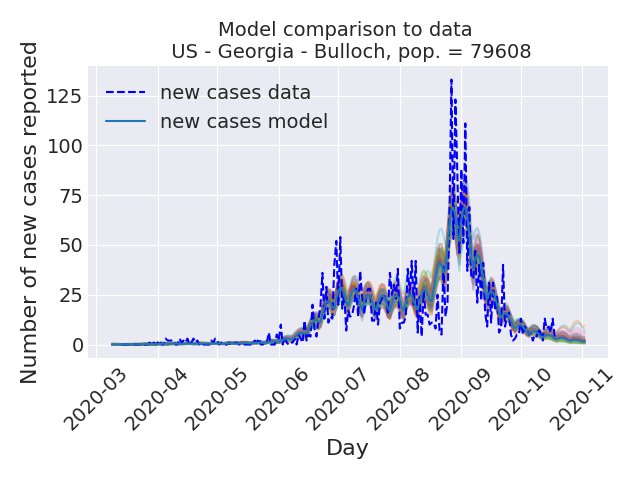 Model comparison to data
US - Georgia - Bulloch, pop. = 79608
Number of new cases reported
125
100
75
50
25
0
new cases data
new cases model
2020-03
2020-04
2020-05
2020-06
2020-07
2020-08
2020-09
2020-10
2020-11
Day